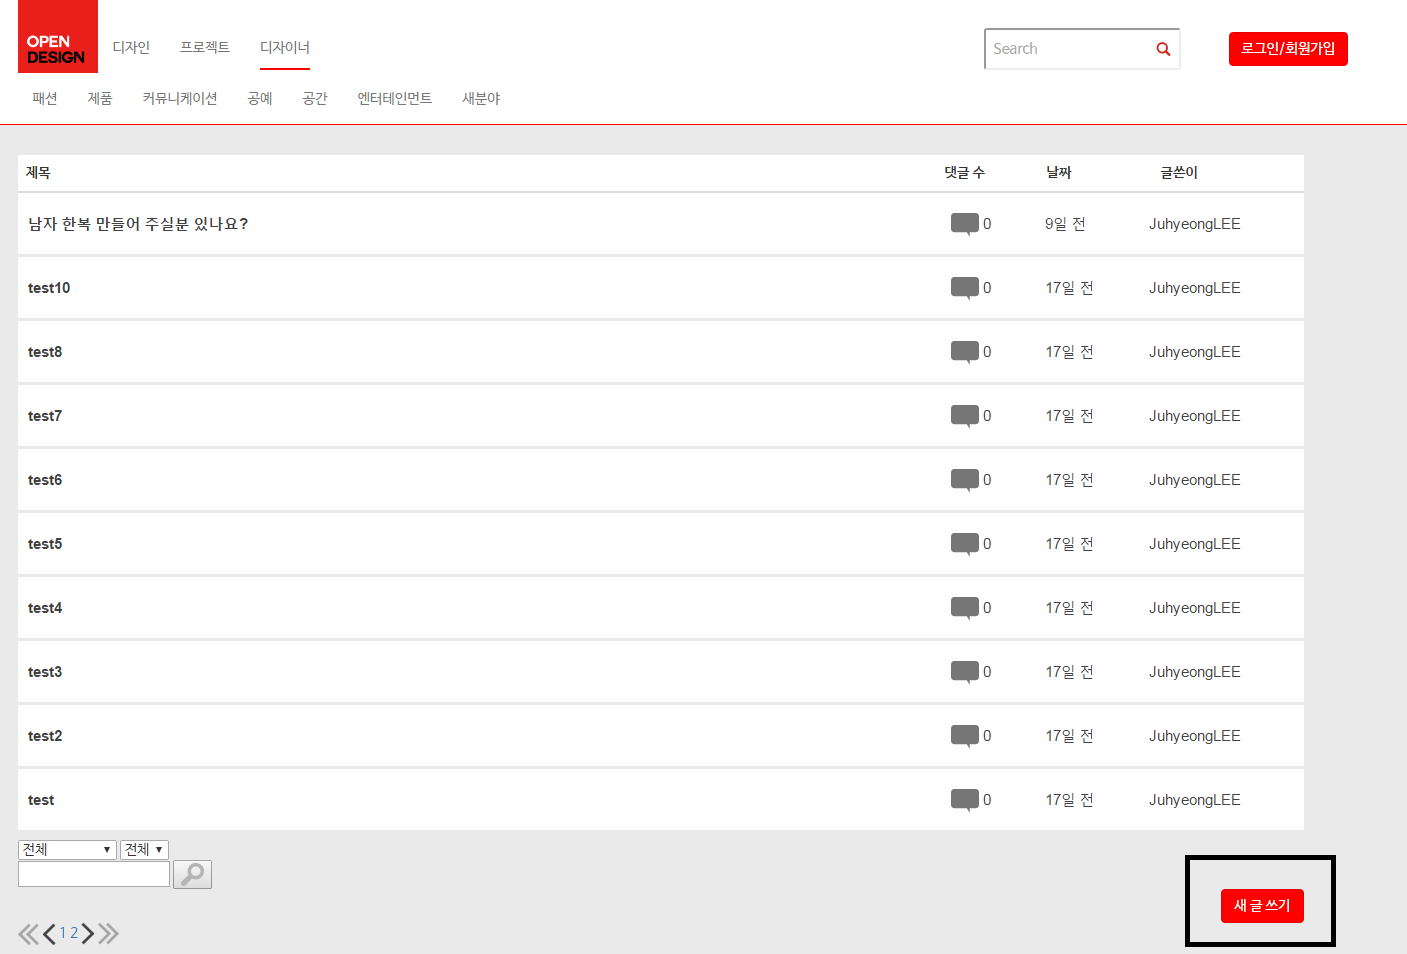 OPEN
DESIGN
디자인 프로젝트 디자이너
Search
로그인/회원가입
패션 제품 커뮤니케이션 공예 공간 엔터테인먼트 새분야
제목 댓글 수 날짜 글쓴이
남자 한복 만들어 주실분 있나요? 0 9일 전 JuhyeongLEE
test10 0 17일 전 JuhyeongLEE
test8 0 17일 전 JuhyeongLEE
test7 0 17일 전 JuhyeongLEE
test6 0 17일 전 JuhyeongLEE
test5 0 17일 전 JuhyeongLEE
test4 0 17일 전 JuhyeongLEE
test3 0 17일 전 JuhyeongLEE
test2 0 17일 전 JuhyeongLEE
test 0 17일 전 JuhyeongLEE
전체 전체
새 글 쓰기
1 2